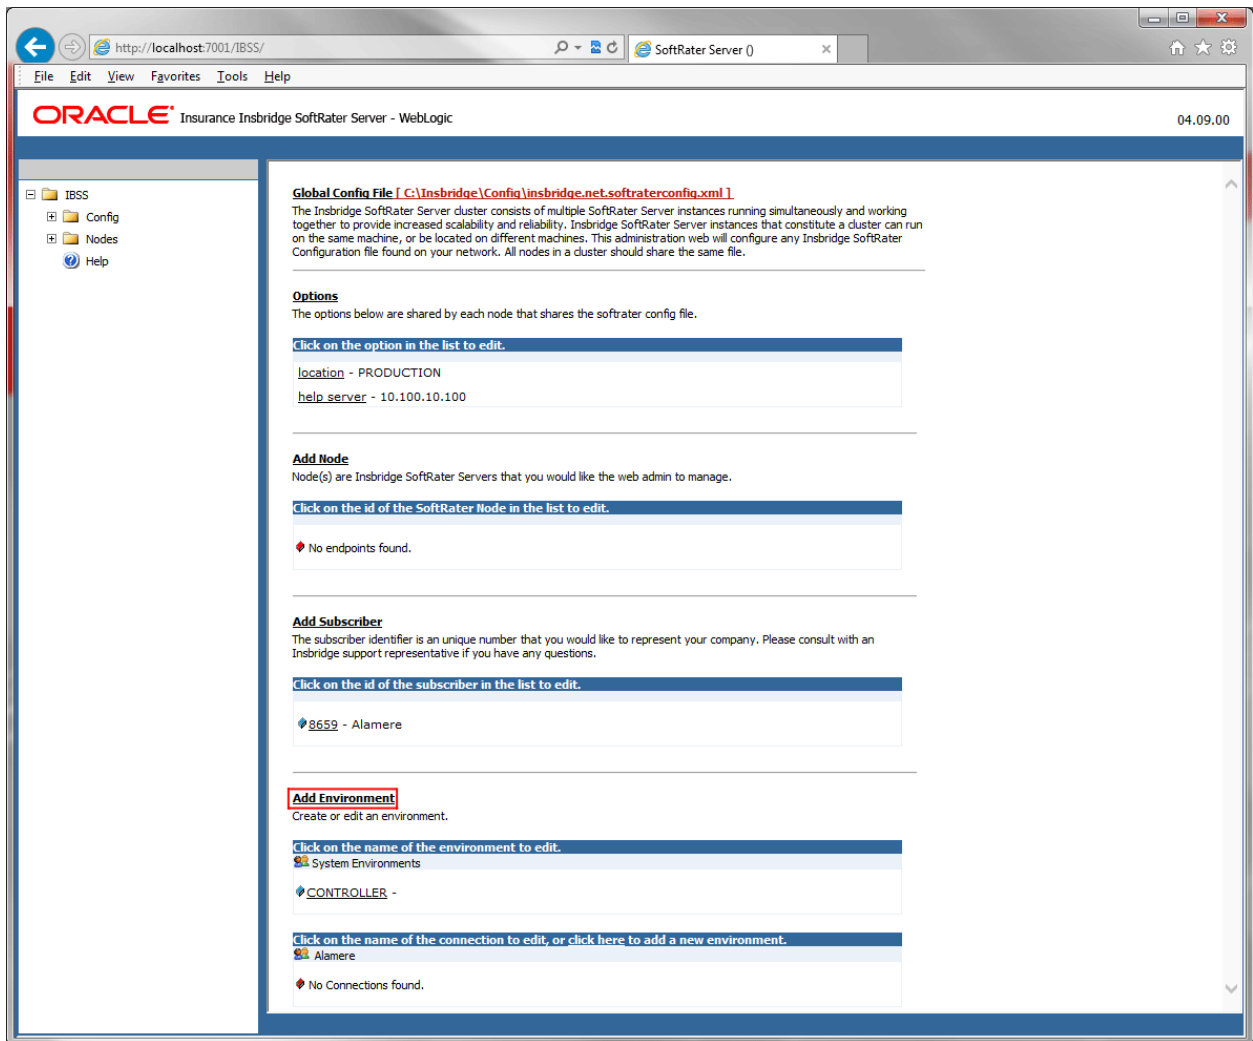 http://localhost:7001/IBSS/
SoftRater Server ()
File Edit View Favorites Tools Help
ORACLE Insurance Insbridge SoftRater Server - WebLogic
04.09.00
IBSS
Config
Nodes
Help
Global Config File [ C:\Insbridge\Config\insbridge.net.softraterconfig.xml ]
The Insbridge SoftRater Server cluster consists of multiple SoftRater Server instances running simultaneously and working
together to provide increased scalability and reliability. Insbridge SoftRater Server instances that constitute a cluster can run
on the same machine, or be located on different machines. This administration web will configure any Insbridge SoftRater
Configuration file found on your network. All nodes in a cluster should share the same file.
Options
The options below are shared by each node that shares the softrater config file.
Click on the option in the list to edit.
location - PRODUCTION
help server - 10.100.10.100
Add Node
Node(s) are Insbridge SoftRater Servers that you would like the web admin to manage.
Click on the id of the SoftRater Node in the list to edit.
No endpoints found.
Add Subscriber
The subscriber identifier is an unique number that you would like to represent your company. Please consult with an
Insbridge support representative if you have any questions.
Click on the id of the subscriber in the list to edit.
8659 - Alamere
Add Environment
Create or edit an environment.
Click on the name of the environment to edit.
System Environments
CONTROLLER -
Click on the name of the connection to edit, or click here to add a new environment.
Alamere
No Connections found.